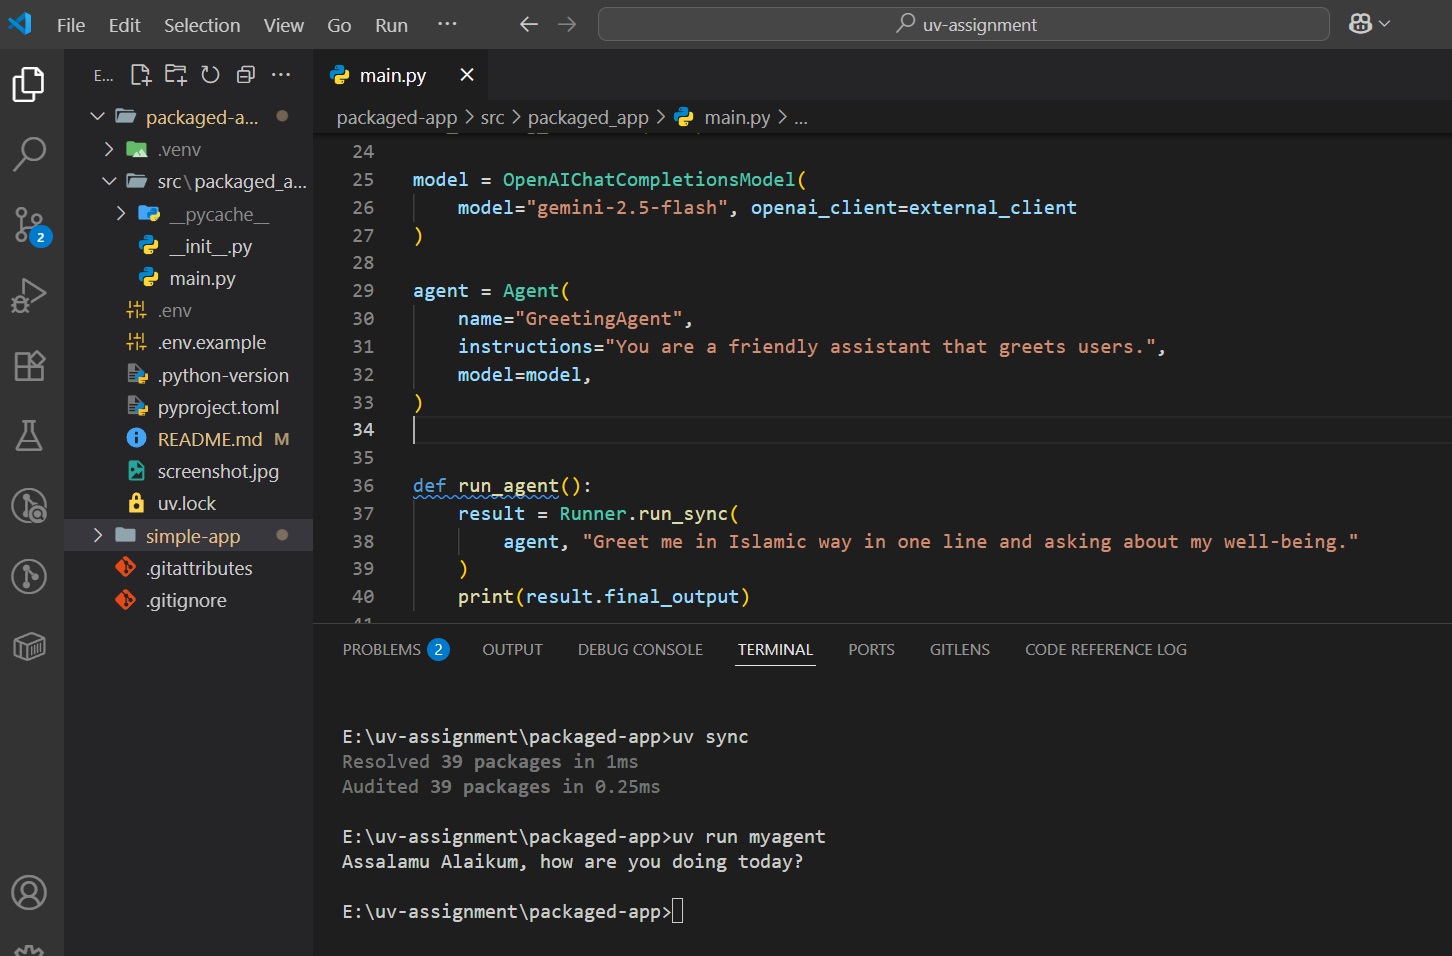 File Edit Selection View Go Run ···
uv-assignment
E...
main.py
packaged-app > src > packaged_app > main.py > ...
packaged-a...
.venv
src\packaged_a...
__pycache__
__init__.py
main.py
.env
.env.example
.python-version
pyproject.toml
README.md M
screenshot.jpg
uv.lock
simple-app
.gitattributes
.gitignore
2
24
25 model = OpenAIChatCompletionsModel(
26     model="gemini-2.5-flash", openai_client=external_client
27 )
28
29 agent = Agent(
30     name="GreetingAgent",
31     instructions="You are a friendly assistant that greets users.",
32     model=model,
33 )
34
35
36 def run_agent():
37     result = Runner.run_sync(
38         agent, "Greet me in Islamic way in one line and asking about my well-being."
39     )
40     print(result.final_output)
41
PROBLEMS 2 OUTPUT DEBUG CONSOLE TERMINAL PORTS GITLENS CODE REFERENCE LOG
E:\uv-assignment\packaged-app>uv sync
Resolved 39 packages in 1ms
Audited 39 packages in 0.25ms
E:\uv-assignment\packaged-app>uv run myagent
Assalamu Alaikum, how are you doing today?
E:\uv-assignment\packaged-app>